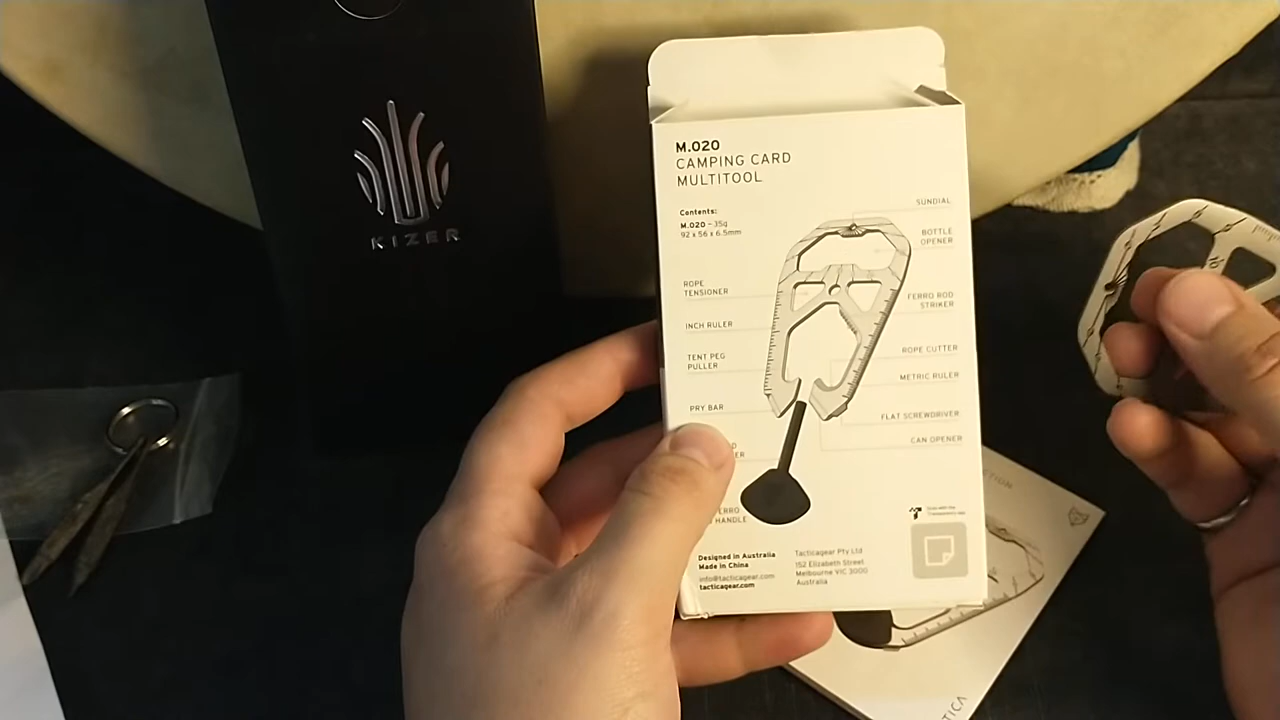 KIZER
M.020
CAMPING CARD
MULTITOOL
Contents:
M.020 – 35g
92 x 56 x 6.5mm
SUNDIAL
BOTTLE
OPENER
ROPE
TENSIONER
FERRO ROD
STRIKER
INCH RULER
ROPE CUTTER
TENT PEG
PULLER
METRIC RULER
PRY BAR
FLAT SCREWDRIVER
CAN OPENER
HANDLE
Designed in Australia
Made in China
info@tacticagear.com
tacticagear.com
Tacticagear Pty Ltd
152 Elizabeth Street
Melbourne VIC 3000
Australia